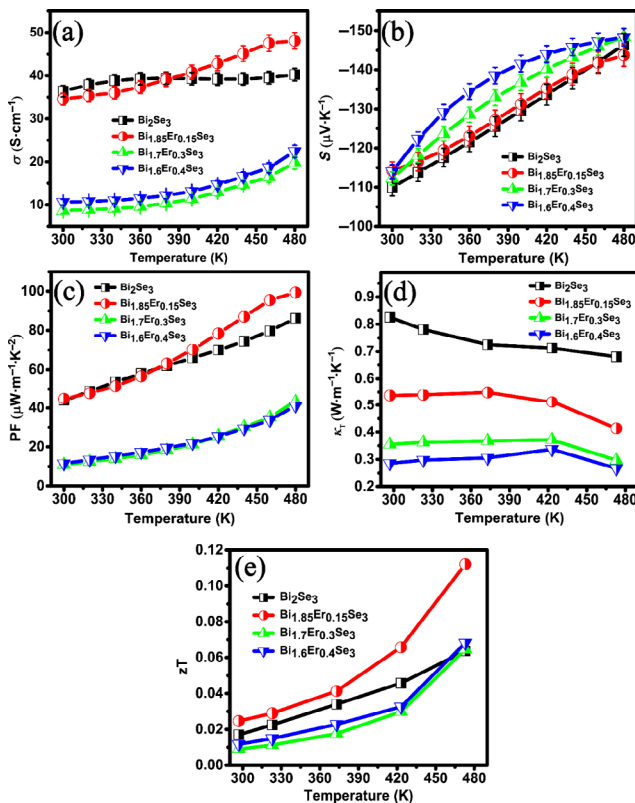 (a)
σ (S·cm⁻¹)
60
50
40
30
20
10
Bi₂Se₃
Bi₁.₈₅Er₀.₁₅Se₃
Bi₁.₇Er₀.₃Se₃
Bi₁.₆Er₀.₄Se₃
300 330 360 390 420 450 480
Temperature (K)
(b)
S (μV·K⁻¹)
−150
−140
−130
−120
−110
−100
Bi₂Se₃
Bi₁.₈₅Er₀.₁₅Se₃
Bi₁.₇Er₀.₃Se₃
Bi₁.₆Er₀.₄Se₃
300 330 360 390 420 450 480
Temperature (K)
(c)
PF (μW·m⁻¹·K⁻²)
100
80
60
40
20
0
Bi₂Se₃
Bi₁.₈₅Er₀.₁₅Se₃
Bi₁.₇Er₀.₃Se₃
Bi₁.₆Er₀.₄Se₃
300 330 360 390 420 450 480
Temperature (K)
(d)
κT (W·m⁻¹·K⁻¹)
0.9
0.8
0.7
0.6
0.5
0.4
0.3
0.2
Bi₂Se₃
Bi₁.₈₅Er₀.₁₅Se₃
Bi₁.₇Er₀.₃Se₃
Bi₁.₆Er₀.₄Se₃
300 330 360 390 420 450 480
Temperature (K)
(e)
zT
0.12
0.10
0.08
0.06
0.04
0.02
0.00
Bi₂Se₃
Bi₁.₈₅Er₀.₁₅Se₃
Bi₁.₇Er₀.₃Se₃
Bi₁.₆Er₀.₄Se₃
300 330 360 390 420 450 480
Temperature (K)